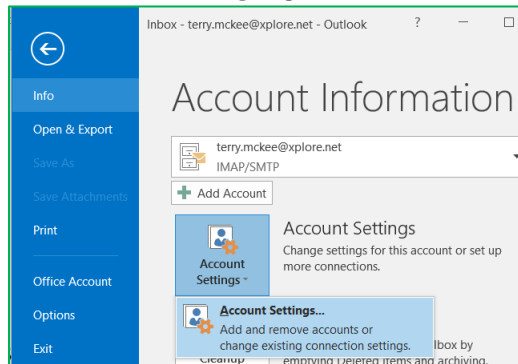 Inbox - terry.mckee@xplore.net - Outlook ? — □
Info
Account Information
Open & Export
Save As
Save Attachments
Print
Office Account
Options
Exit
terry.mckee@xplore.net
IMAP/SMTP
Add Account
Account
Settings
Account Settings
Change settings for this account or set up
more connections.
Account Settings...
Add and remove accounts or
change existing connection settings.
Cleanup
lbox by
emptying Deleted Items and archiving.